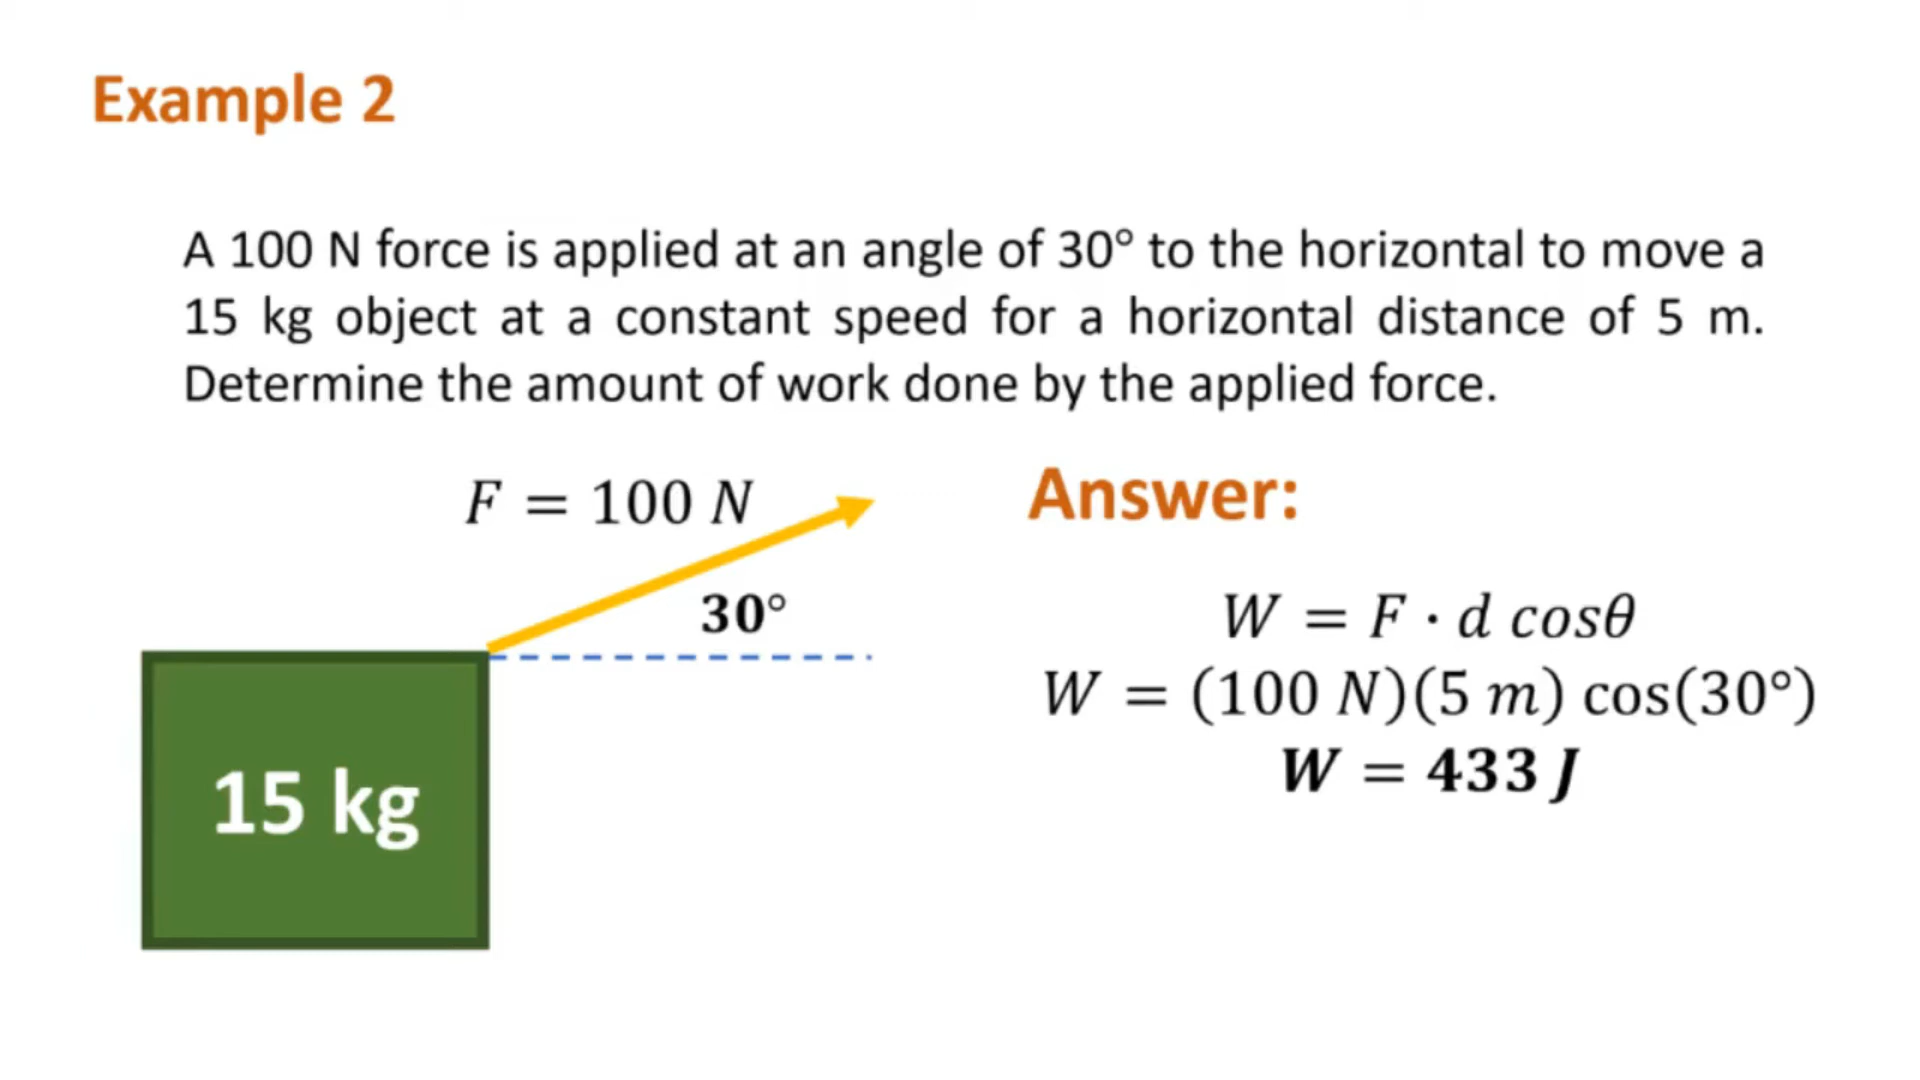 Example 2
A 100 N force is applied at an angle of 30° to the horizontal to move a
15 kg object at a constant speed for a horizontal distance of 5 m.
Determine the amount of work done by the applied force.
F = 100 N
30°
15 kg
Answer:
W = F · d cosθ
W = (100 N)(5 m) cos(30°)
W = 433 J